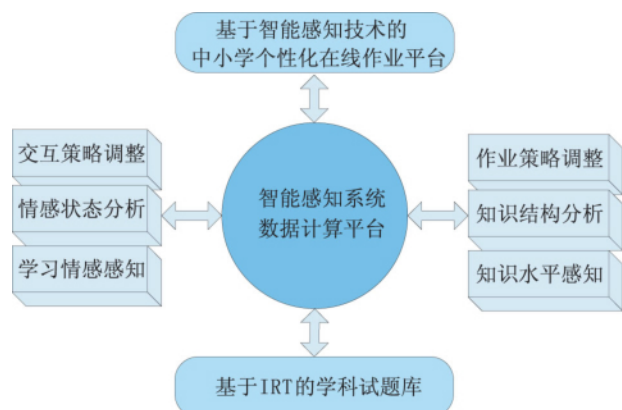 基于智能感知技术的
中小学个性化在线作业平台
交互策略调整
情感状态分析
学习情感感知
智能感知系统
数据计算平台
作业策略调整
知识结构分析
知识水平感知
基于IRT的学科试题库